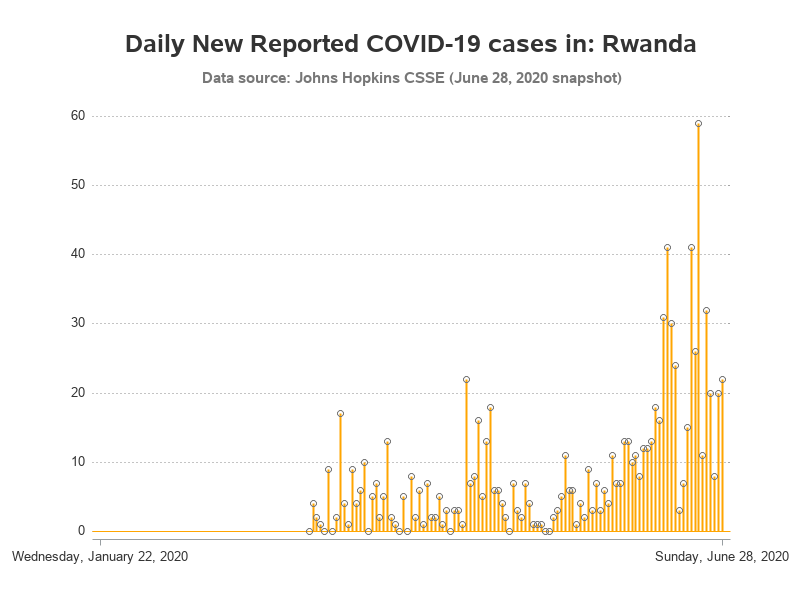 Daily New Reported COVID-19 cases in: Rwanda
Data source: Johns Hopkins CSSE (June 28, 2020 snapshot)
60
50
40
30
20
10
0
Wednesday, January 22, 2020
Sunday, June 28, 2020